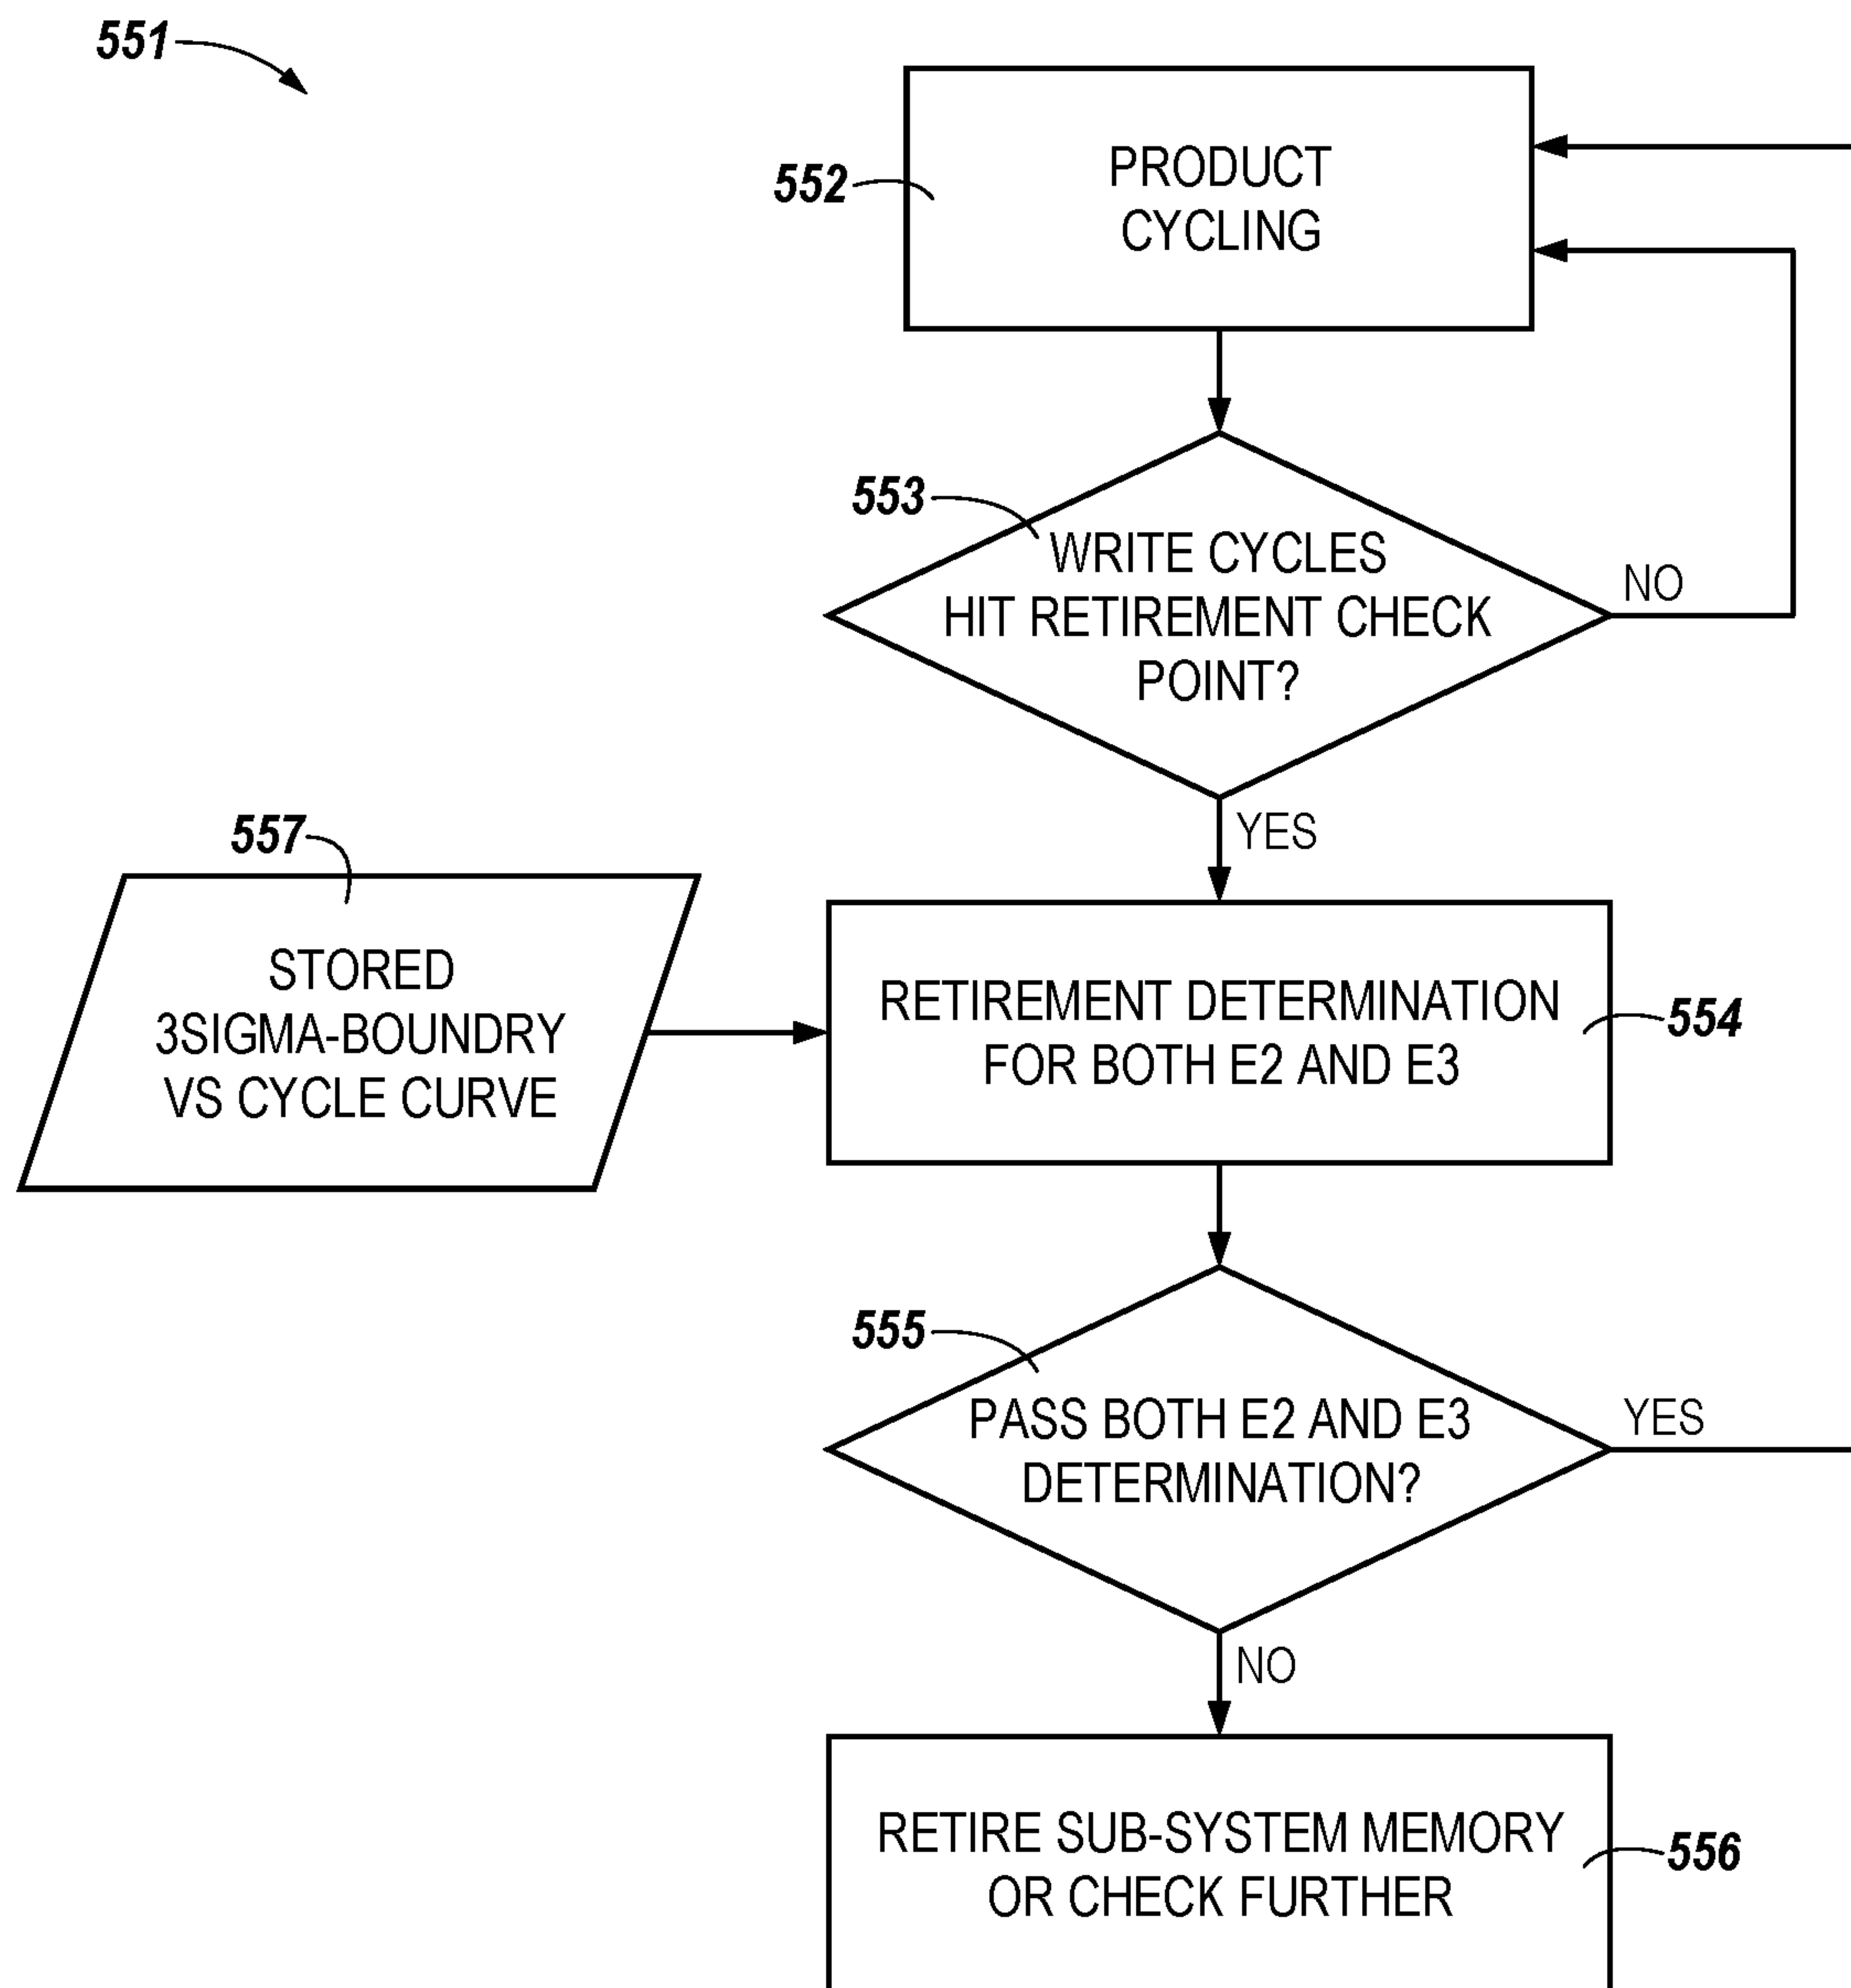 551
552
PRODUCT
CYCLING
553
WRITE CYCLES
HIT RETIREMENT CHECK
POINT?
NO
YES
557
STORED
3SIGMA-BOUNDRY
VS CYCLE CURVE
RETIREMENT DETERMINATION
FOR BOTH E2 AND E3
554
555
PASS BOTH E2 AND E3
DETERMINATION?
YES
NO
RETIRE SUB-SYSTEM MEMORY
OR CHECK FURTHER
556